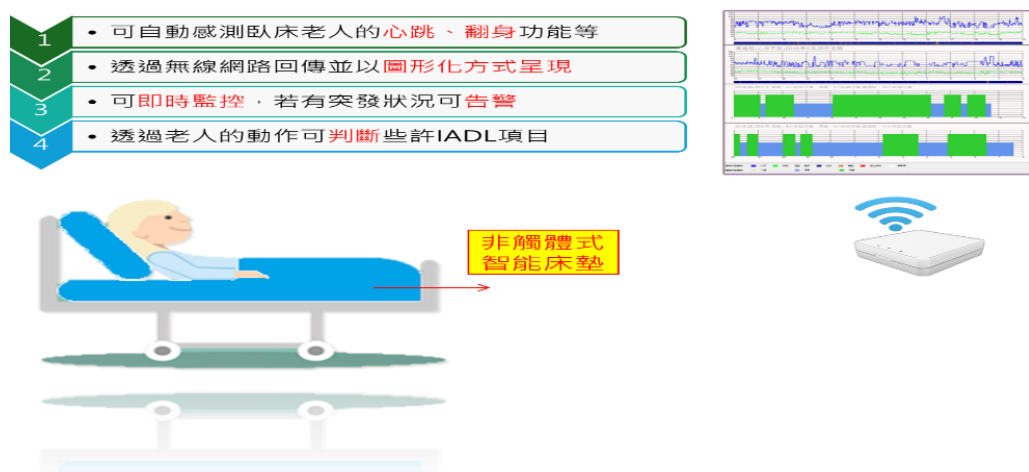 1
• 可自動感測臥床老人的心跳、翻身功能等
2
• 透過無線網路回傳並以圖形化方式呈現
3
• 可即時監控，若有突發狀況可告警
4
• 透過老人的動作可判斷些許IADL項目
非觸體式
智能床墊